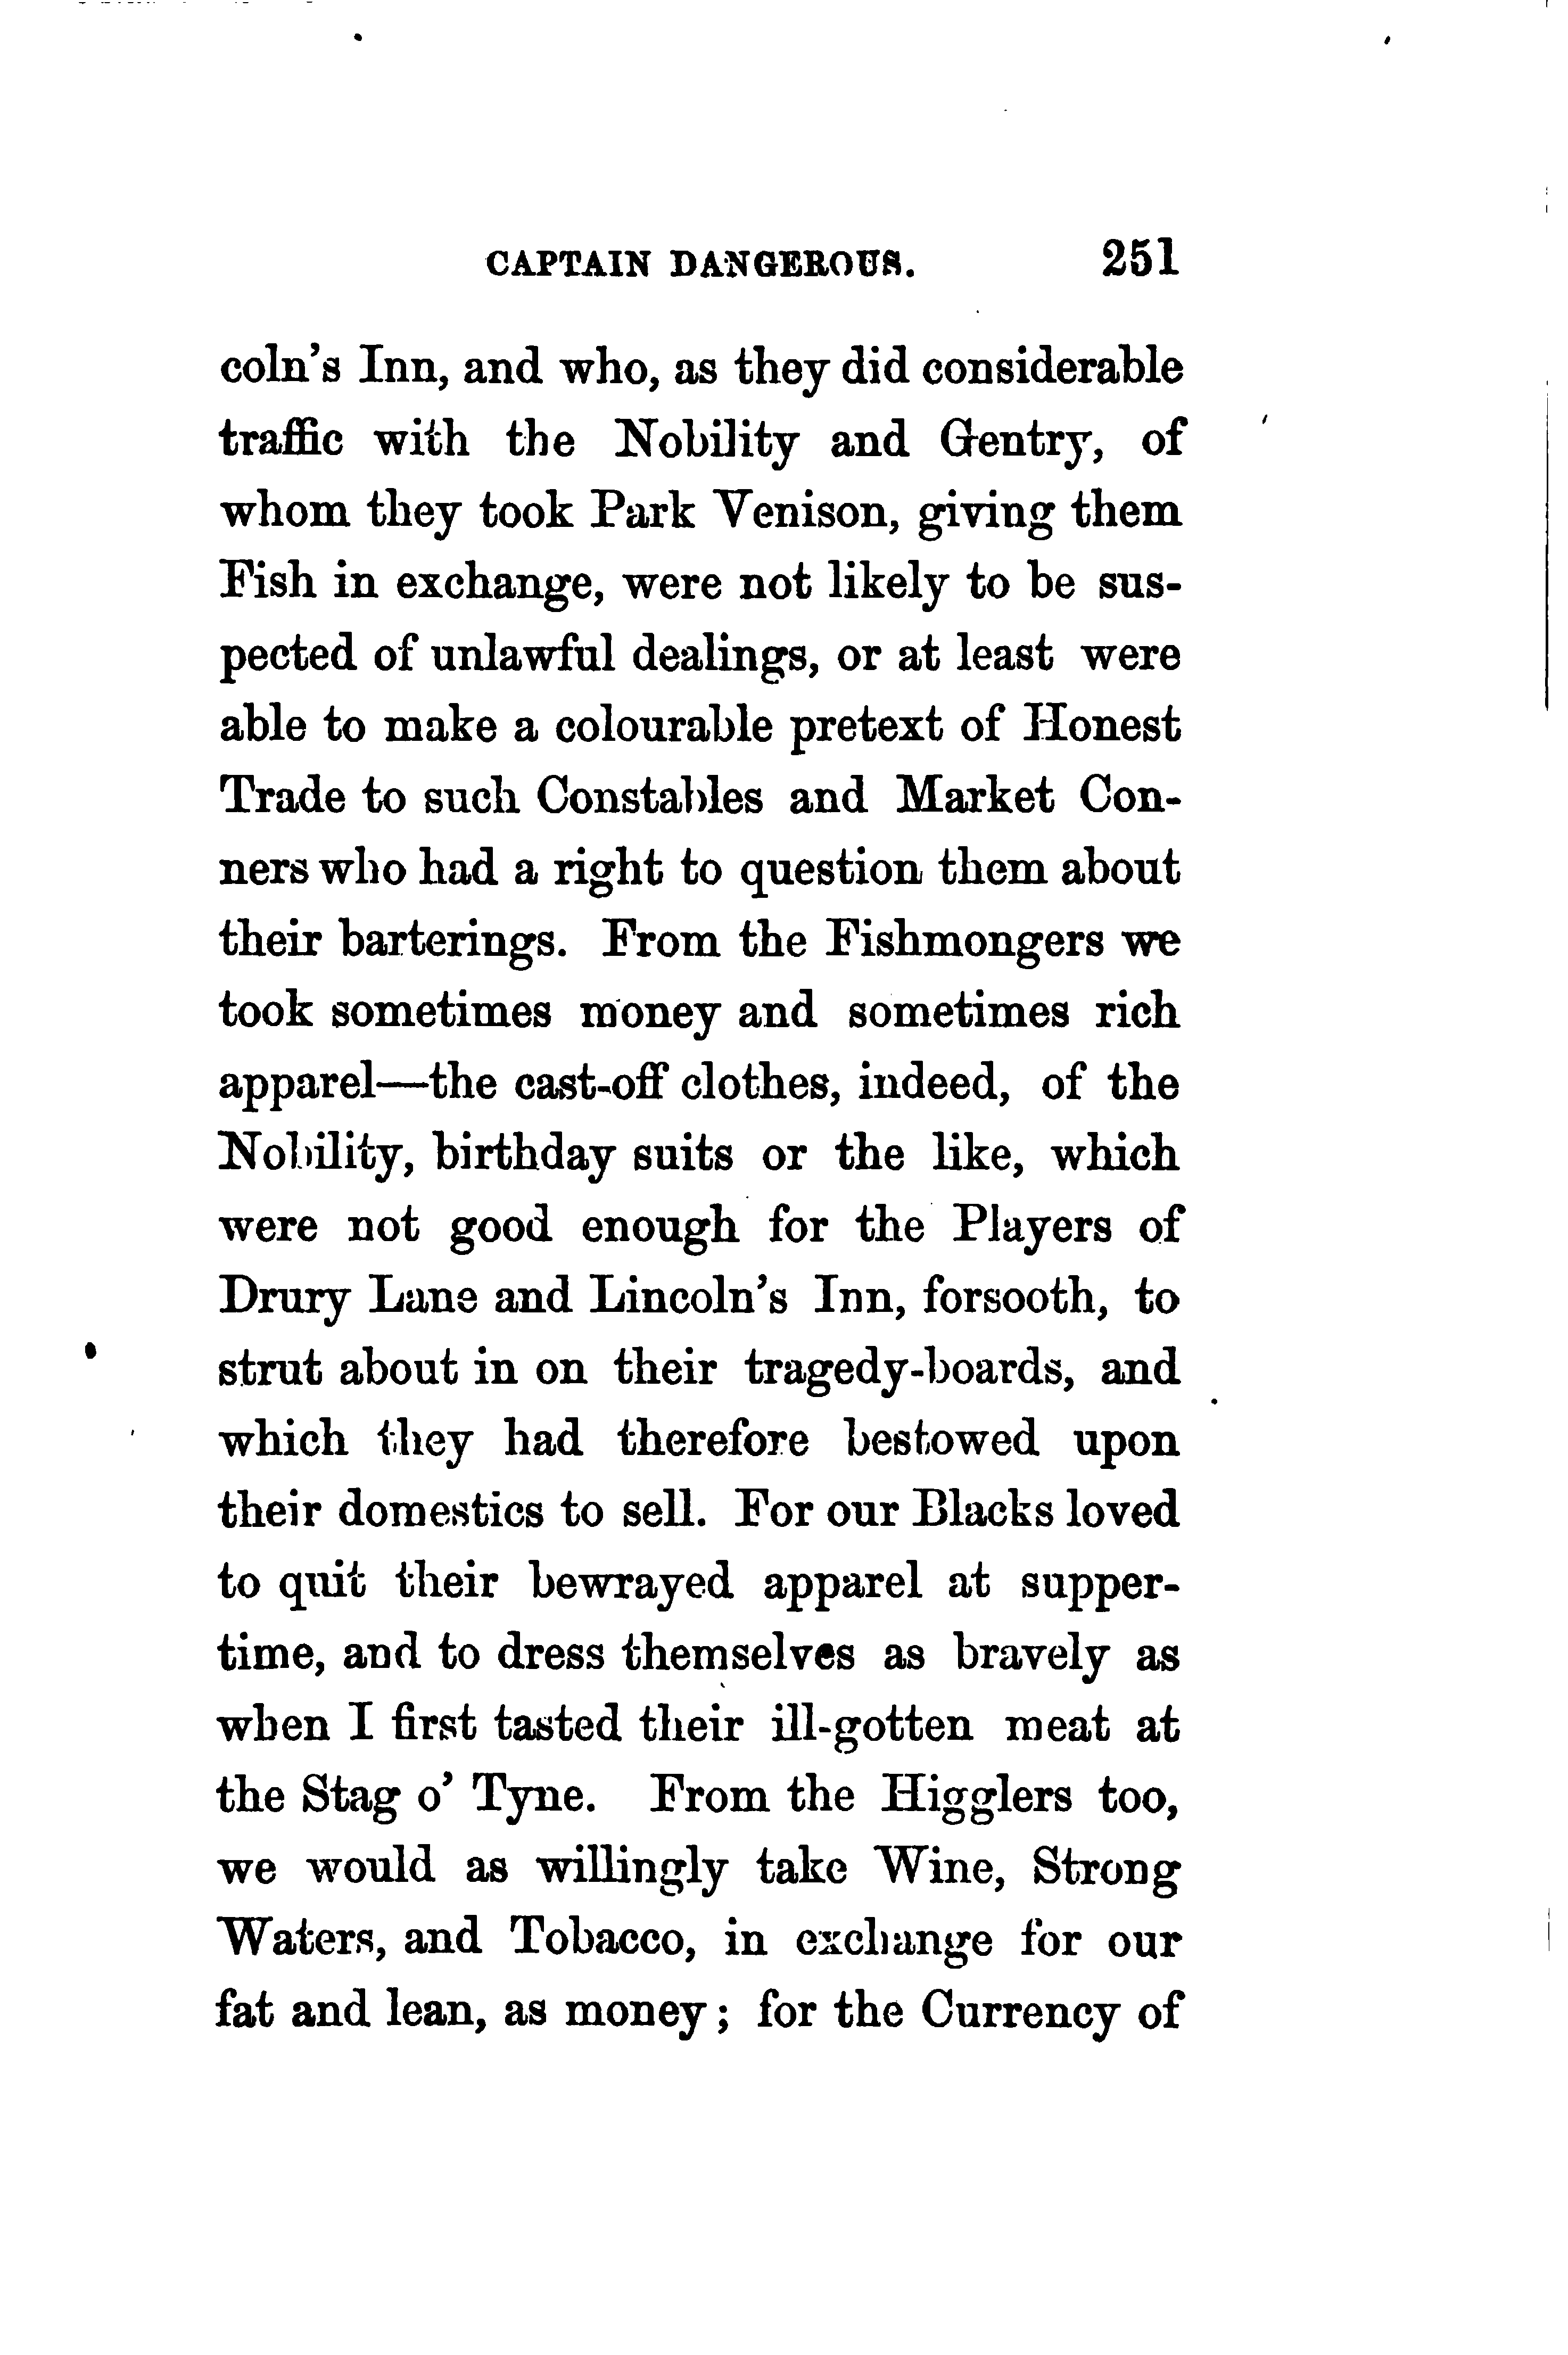 CAPTAIN DANGEROUS. 251
coln's Inn, and who, as they did considerable
traffic with the Nobility and Gentry, of
whom they took Park Venison, giving them
Fish in exchange, were not likely to be sus-
pected of unlawful dealings, or at least were
able to make a colourable pretext of Honest
Trade to such Constables and Market Con-
ners who had a right to question them about
their barterings. From the Fishmongers we
took sometimes money and sometimes rich
apparel—the cast-off clothes, indeed, of the
Nobility, birthday suits or the like, which
were not good enough for the Players of
Drury Lane and Lincoln's Inn, forsooth, to
strut about in on their tragedy-boards, and
which they had therefore bestowed upon
their domestics to sell. For our Blacks loved
to quit their bewrayed apparel at supper-
time, and to dress themselves as bravely as
when I first tasted their ill-gotten meat at
the Stag o' Tyne. From the Higglers too,
we would as willingly take Wine, Strong
Waters, and Tobacco, in exchange for our
fat and lean, as money; for the Currency of